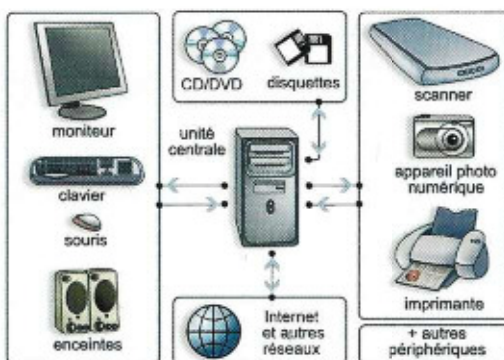 moniteur
clavier
souris
enceintes
CD/DVD
disquettes
unité
centrale
Internet
et autres
réseaux
scanner
appareil photo
numérique
imprimante
+ autres
périphériques